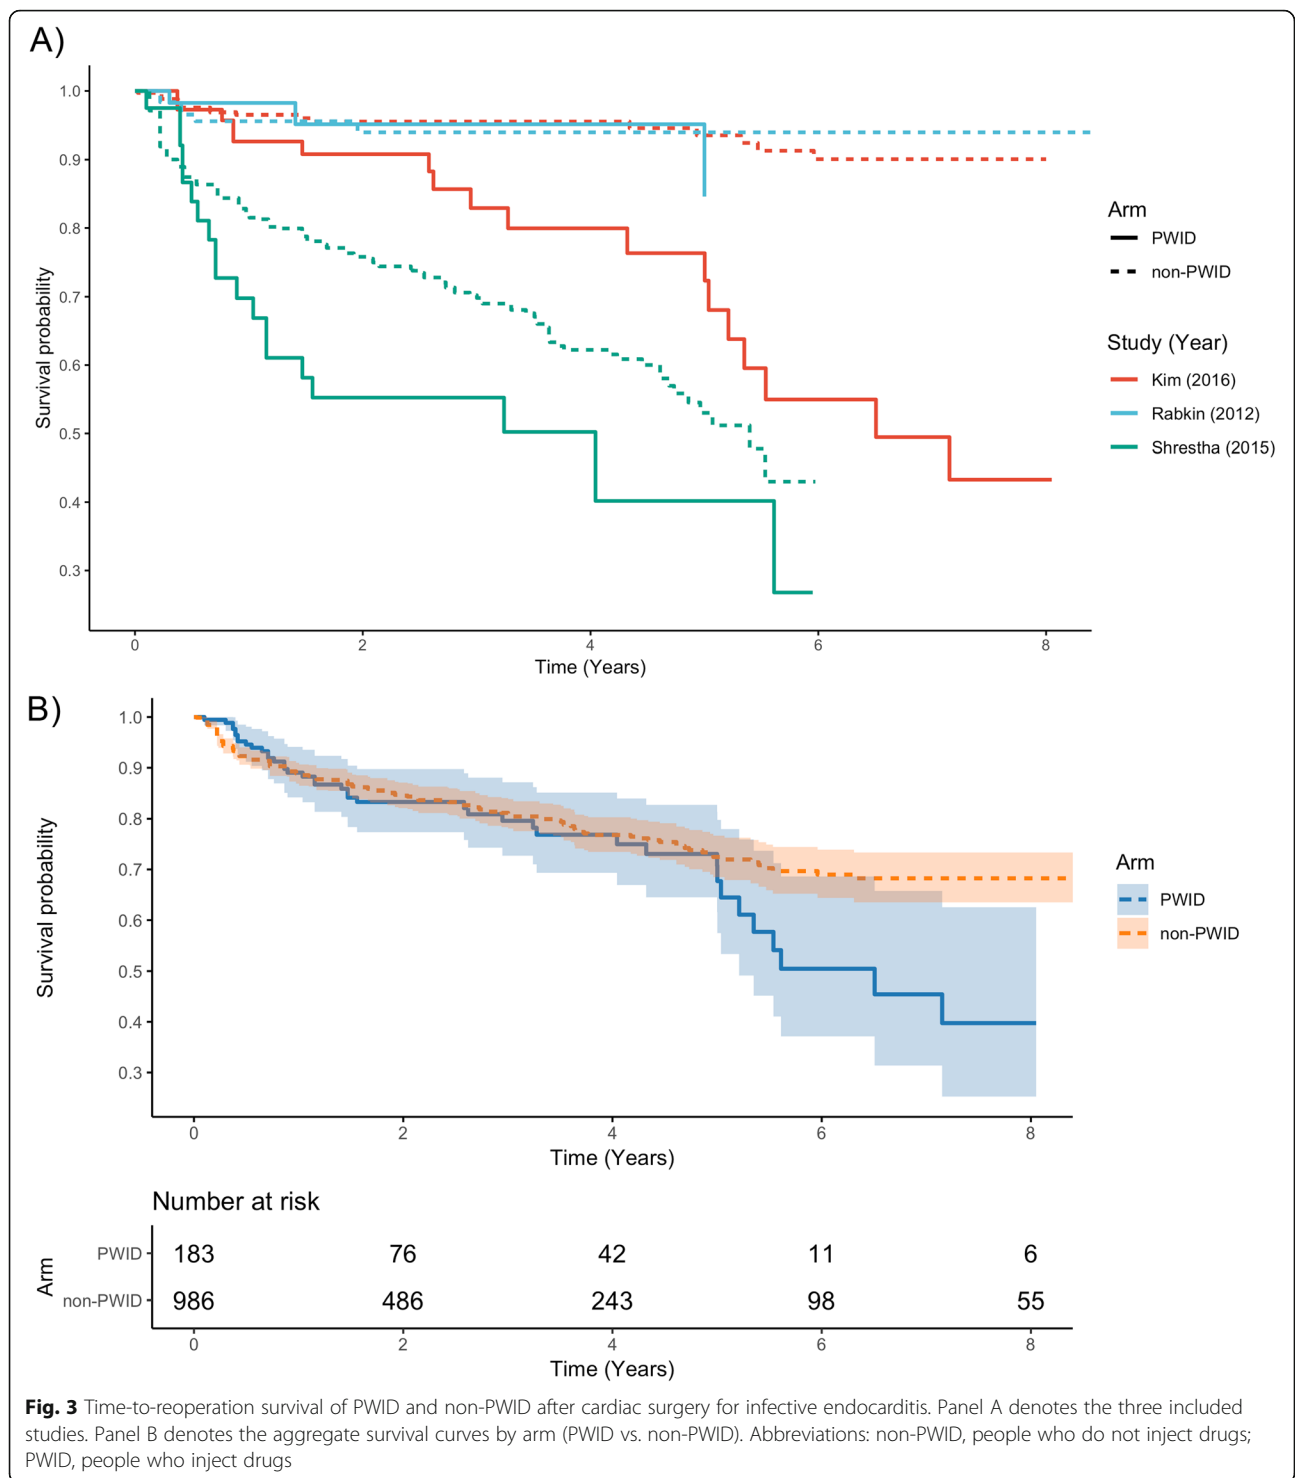 A)
1.0
0.9
0.8
0.7
0.6
0.5
0.4
0.3
Survival probability
0
2
4
6
8
Time (Years)
Arm
PWID
non-PWID
Study (Year)
Kim (2016)
Rabkin (2012)
Shrestha (2015)
B)
1.0
0.9
0.8
0.7
0.6
0.5
0.4
0.3
Survival probability
0
2
4
6
8
Time (Years)
Arm
PWID
non-PWID
Number at risk
Arm
PWID 183 76 42 11 6
non-PWID 986 486 243 98 55
0 2 4 6 8
Time (Years)
Fig. 3 Time-to-reoperation survival of PWID and non-PWID after cardiac surgery for infective endocarditis. Panel A denotes the three included
studies. Panel B denotes the aggregate survival curves by arm (PWID vs. non-PWID). Abbreviations: non-PWID, people who do not inject drugs;
PWID, people who inject drugs